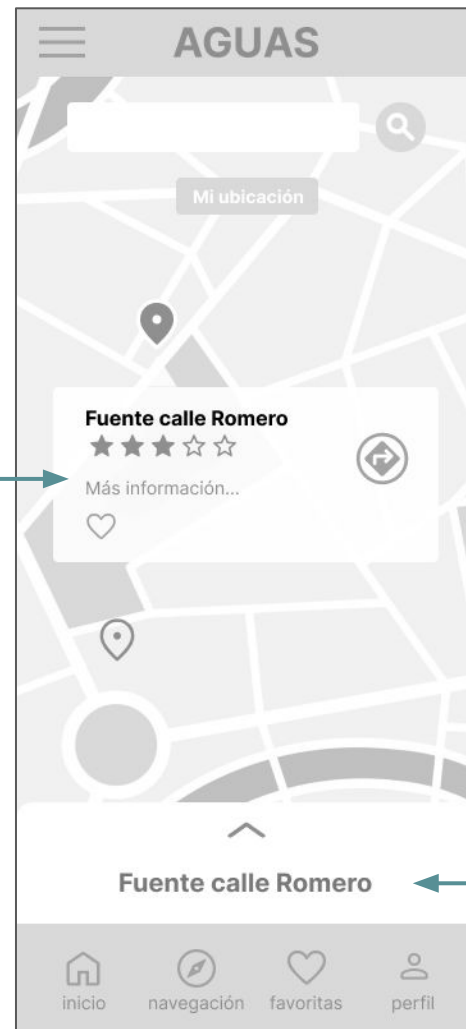 AGUAS
Mi ubicación
Fuente calle Romero
Más información...
Fuente calle Romero
inicio navegación favoritas perfil